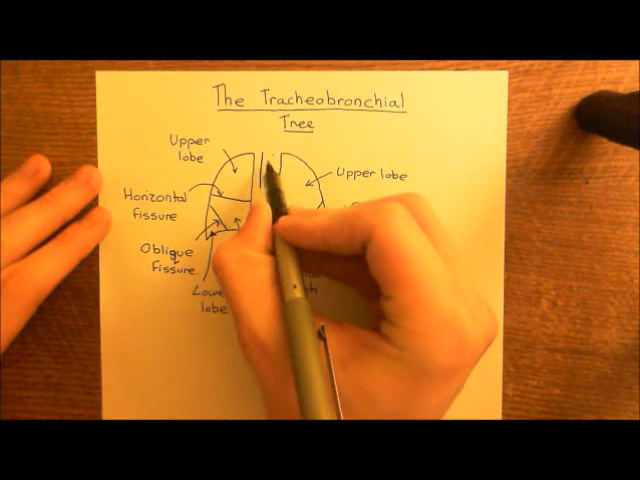 The Tracheobronchial
Tree
Upper
lobe
Upper lobe
Horizontal
fissure
Oblique
fissure
lobe